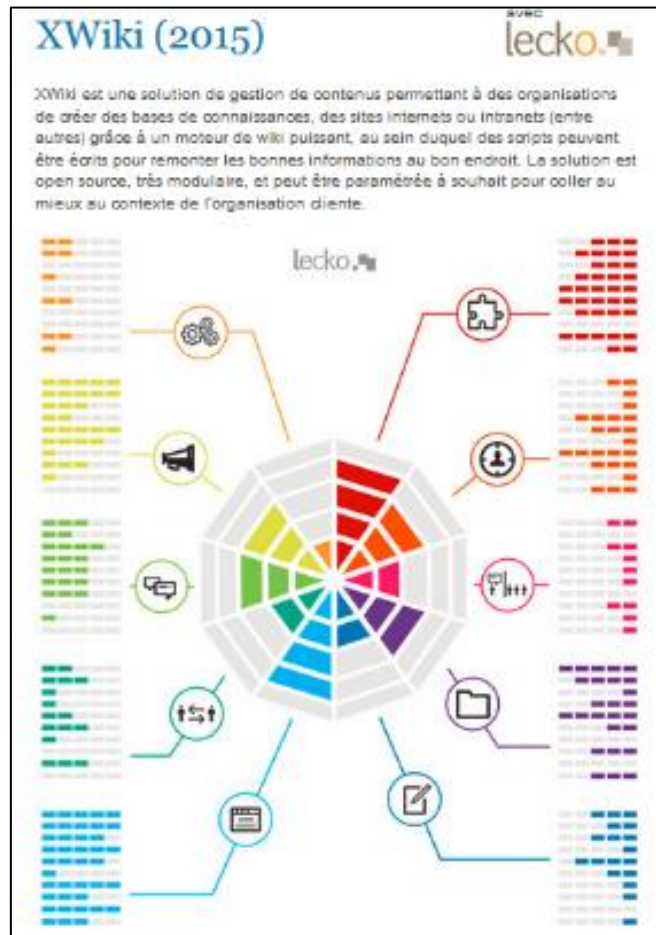 XWiki (2015)
avec
lecko.
XWiki est une solution de gestion de contenus permettant à des organisations
de créer des bases de connaissances, des sites internets ou intranets (entre
autres) grâce à un moteur de wiki puissant, au sein duquel des scripts peuvent
être écrits pour remonter les bonnes informations au bon endroit. La solution est
open source, très modulaire, et peut être paramétrée à souhait pour coller au
mieux au contexte de l'organisation cliente.
lecko.